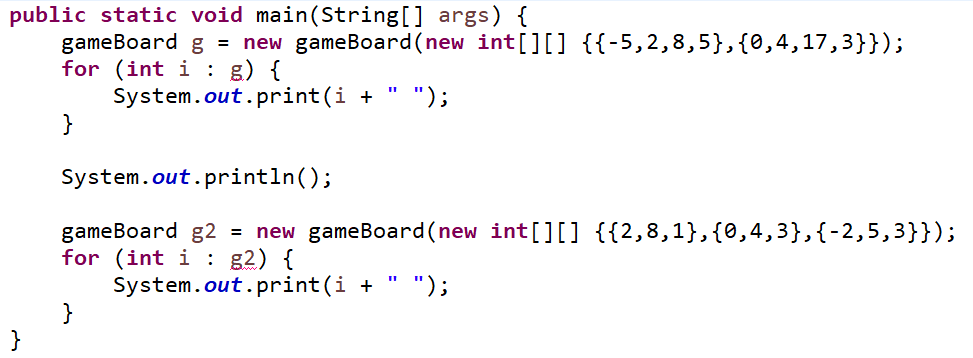 public static void main(String[] args) {
    gameBoard g = new gameBoard(new int[][] {{-5,2,8,5},{0,4,17,3}});
    for (int i : g) {
        System.out.print(i + " ");
    }

    System.out.println();

    gameBoard g2 = new gameBoard(new int[][] {{2,8,1},{0,4,3},{-2,5,3}});
    for (int i : g2) {
        System.out.print(i + " ");
    }
}